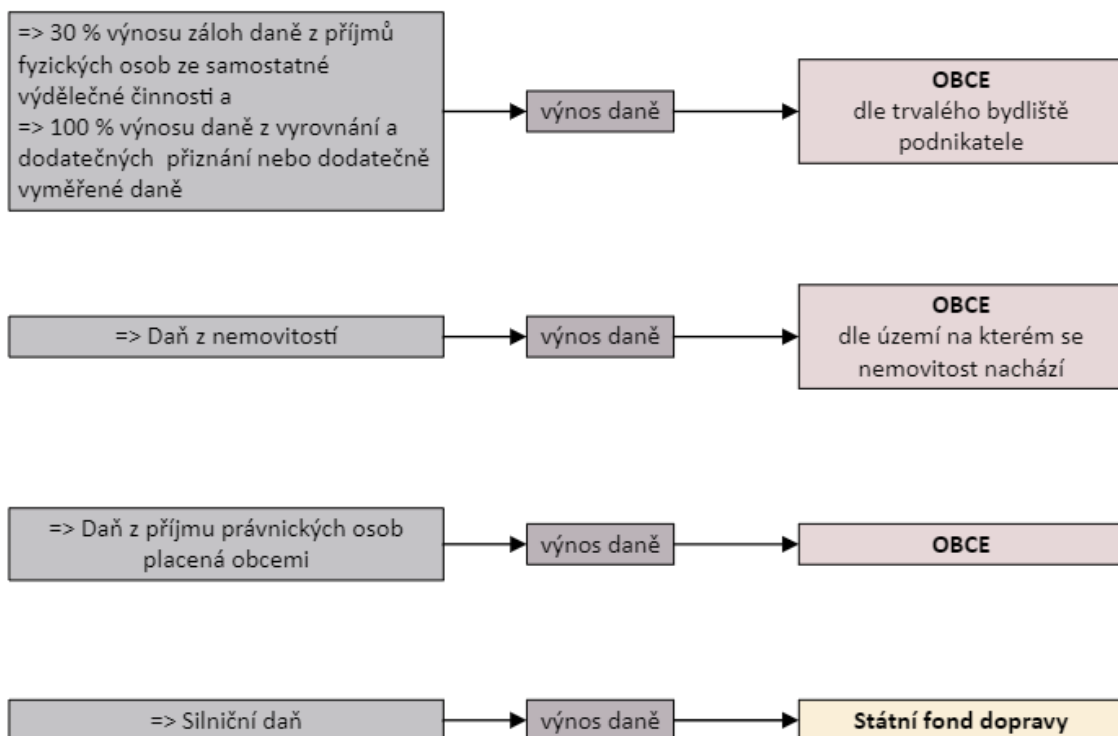 => 30 % výnosu záloh daně z příjmů
fyzických osob ze samostatné
výdělečné činnosti a
=> 100 % výnosu daně z vyrovnání a
dodatečných přiznání nebo dodatečně
vyměřené daně
výnos daně
OBCE
dle trvalého bydliště
podnikatele
=> Daň z nemovitostí
výnos daně
OBCE
dle území na kterém se
nemovitost nachází
=> Daň z příjmu právnických osob
placená obcemi
výnos daně
OBCE
=> Silniční daň
výnos daně
Státní fond dopravy